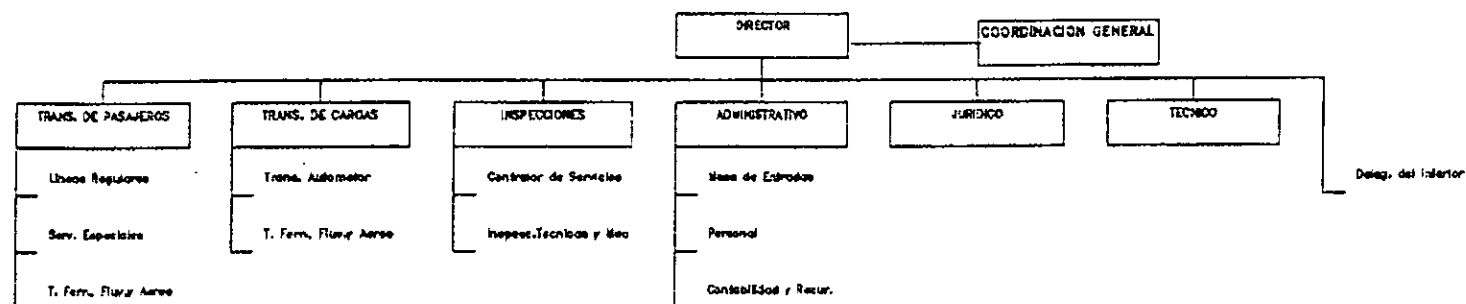 DIRECTOR
COORDINACION GENERAL
TRANS. DE PASAJEROS
TRANS. DE CARGAS
INSPECCIONES
ADMINISTRATIVO
JURIDICO
TECNICO
Lineas Regulares
Trans. Automotor
Contralor de Servicios
Mesa de Entradas
Deleg. del Interior
Serv. Especiales
T. Ferr. Fluv.y Aereo
Inspecc.Tecnicas y Mec
Personal
T. Ferr. Fluv.y Aereo
Contabilidad y Recur.